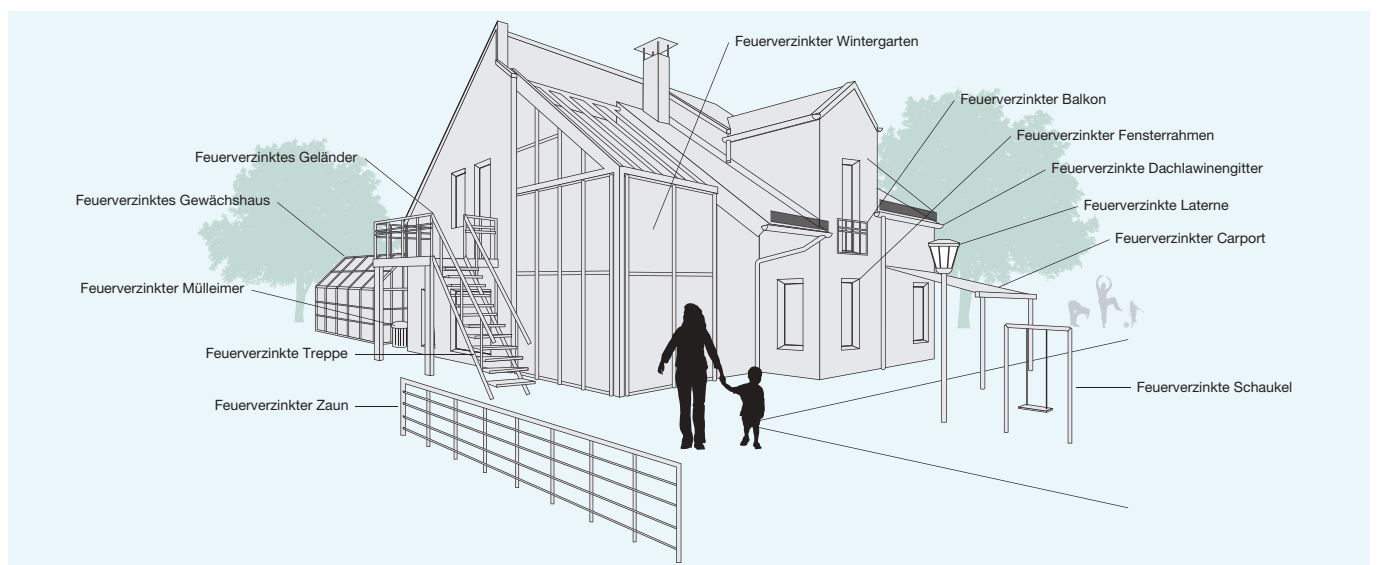 Feuerverzinkter Wintergarten
Feuerverzinkter Balkon
Feuerverzinkter Fensterrahmen
Feuerverzinktes Geländer
Feuerverzinkte Dachlawinengitter
Feuerverzinktes Gewächshaus
Feuerverzinkte Laterne
Feuerverzinkter Carport
Feuerverzinkter Mülleimer
Feuerverzinkte Treppe
Feuerverzinkte Schaukel
Feuerverzinkter Zaun